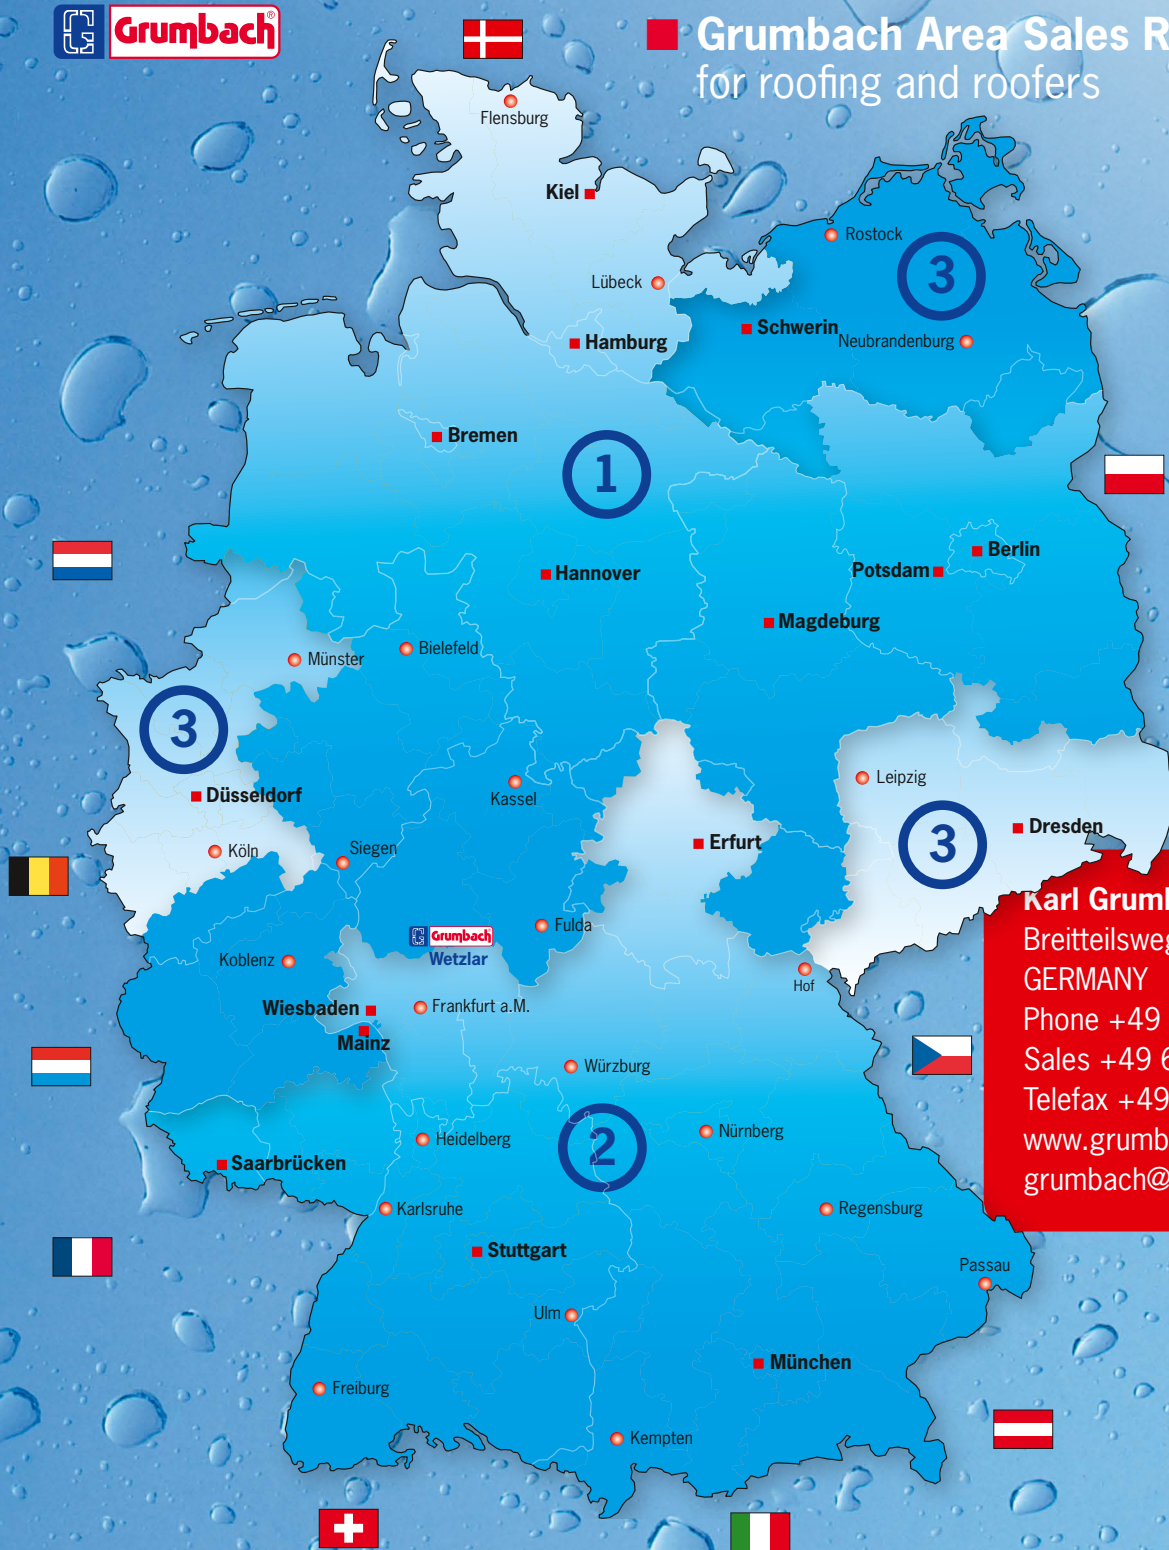 Grumbach®
Grumbach Area Sales R
for roofing and roofers
Flensburg
Kiel
Rostock
3
Lübeck
Schwerin
Hamburg
Neubrandenburg
Bremen
1
Berlin
Hannover
Potsdam
Magdeburg
Bielefeld
Münster
3
Leipzig
Kassel
Düsseldorf
Dresden
Erfurt
3
Köln
Siegen
Karl Grum
Fulda
Grumbach
Wetzlar
Breitteilsweg
Koblenz
Hof
GERMANY
Wiesbaden
Frankfurt a.M.
Phone +49
Mainz
Sales +49 6
Würzburg
Telefax +49
Nürnberg
Heidelberg
2
www.grumb
Saarbrücken
grumbach@
Karlsruhe
Regensburg
Stuttgart
Passau
Ulm
München
Freiburg
Kempten